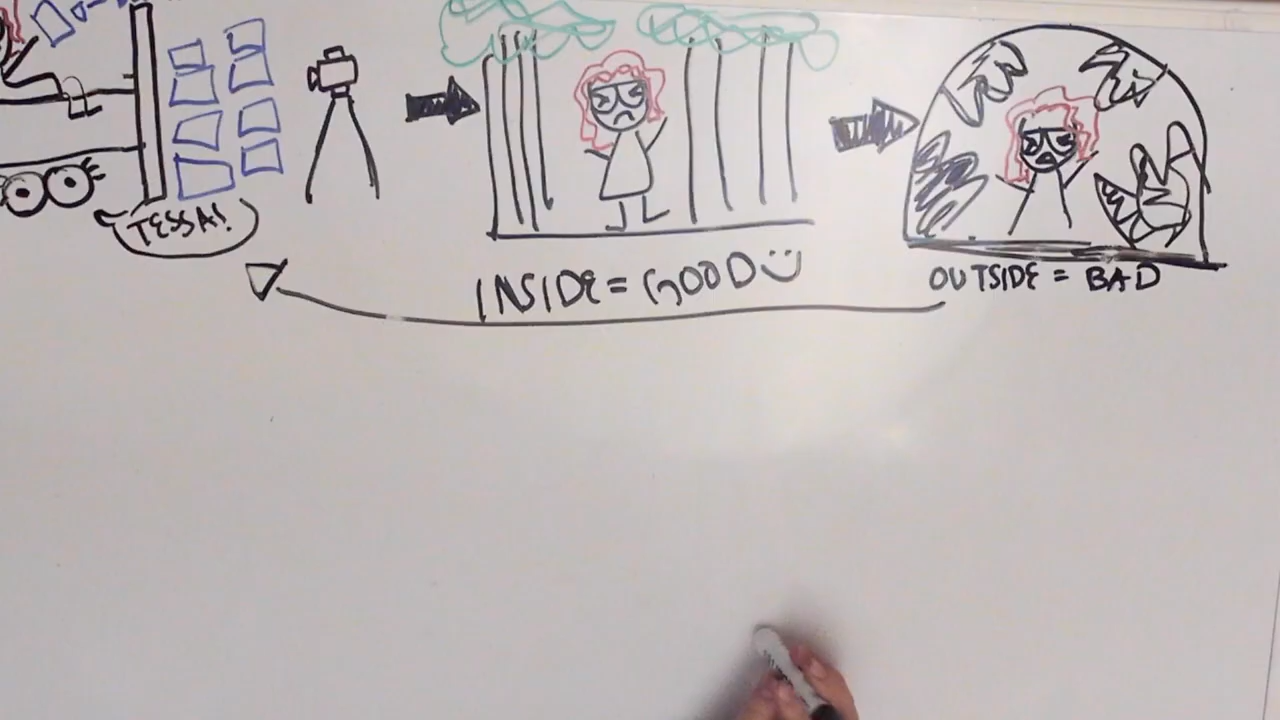 TESSA!
INSIDE = GOOD
OUTSIDE = BAD